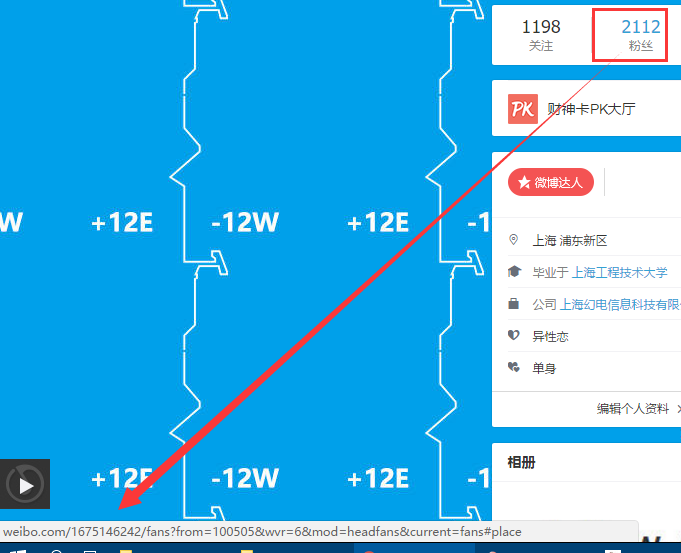 1198
关注
2112
粉丝
PK
财神卡PK大厅
微博达人
W +12E -12W +12E -1
上海 浦东新区
毕业于 上海工程技术大学
公司 上海幻电信息科技有限
异性恋
单身
编辑个人资料
相册
+12E -12W +12E -1
weibo.com/1675146242/fans?from=100505&wvr=6&mod=headfans&current=fans#place